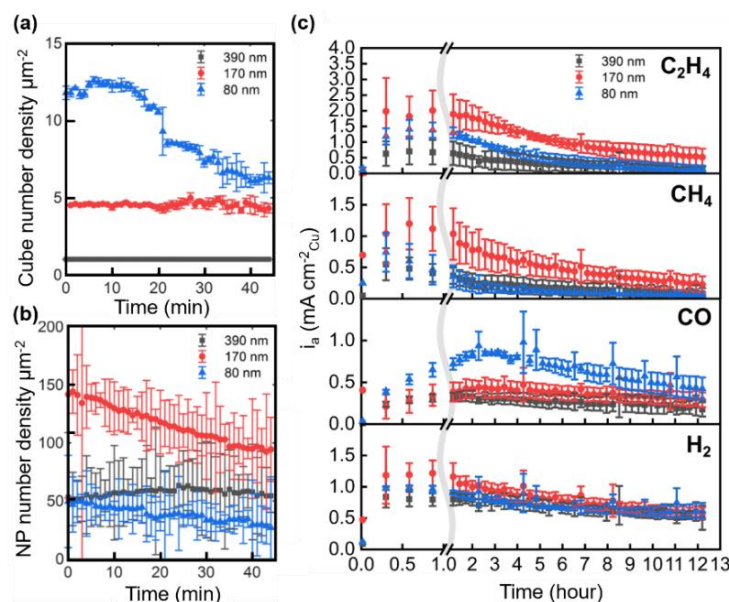 (a)
Cube number density µm-2
15
10
5
0
390 nm
170 nm
80 nm
0 10 20 30 40
Time (min)
(b)
NP number density µm-2
200
150
100
50
0
390 nm
170 nm
80 nm
0 10 20 30 40
Time (min)
(c)
ia (mA cm-2Cu)
4.0
3.5
3.0
2.5
2.0
1.5
1.0
0.5
0.0
390 nm
170 nm
80 nm
C2H4
1.5
1.0
0.5
0.0
CH4
1.0
0.5
0.0
CO
1.5
1.0
0.5
0.0
H2
0.0 0.5 1.0 1 2 3 4 5 6 7 8 9 10 11 12 13
Time (hour)